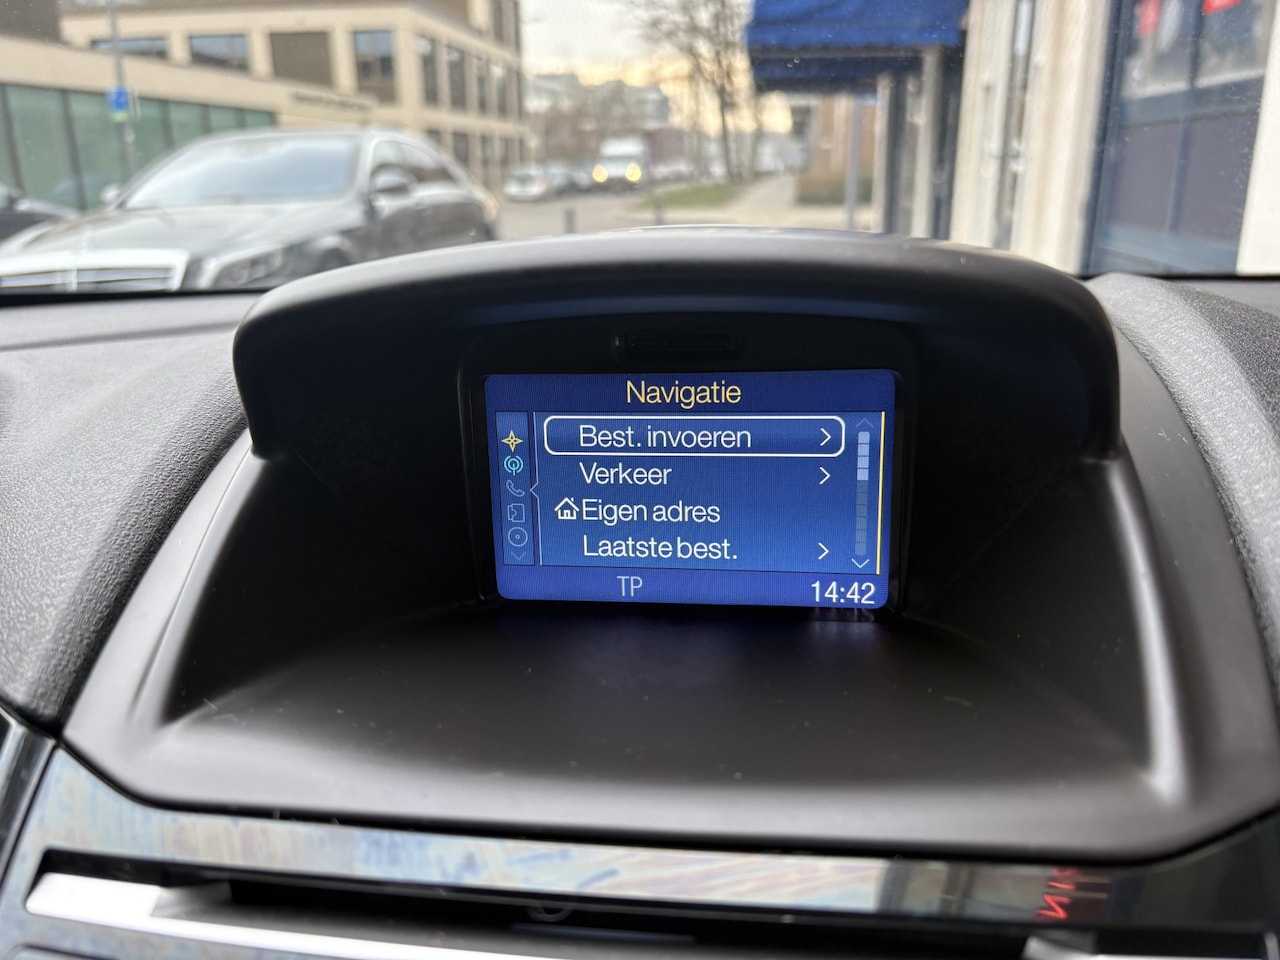 Navigatie
Best. invoeren
Verkeer
Eigen adres
Laatste best.
TP
14:42